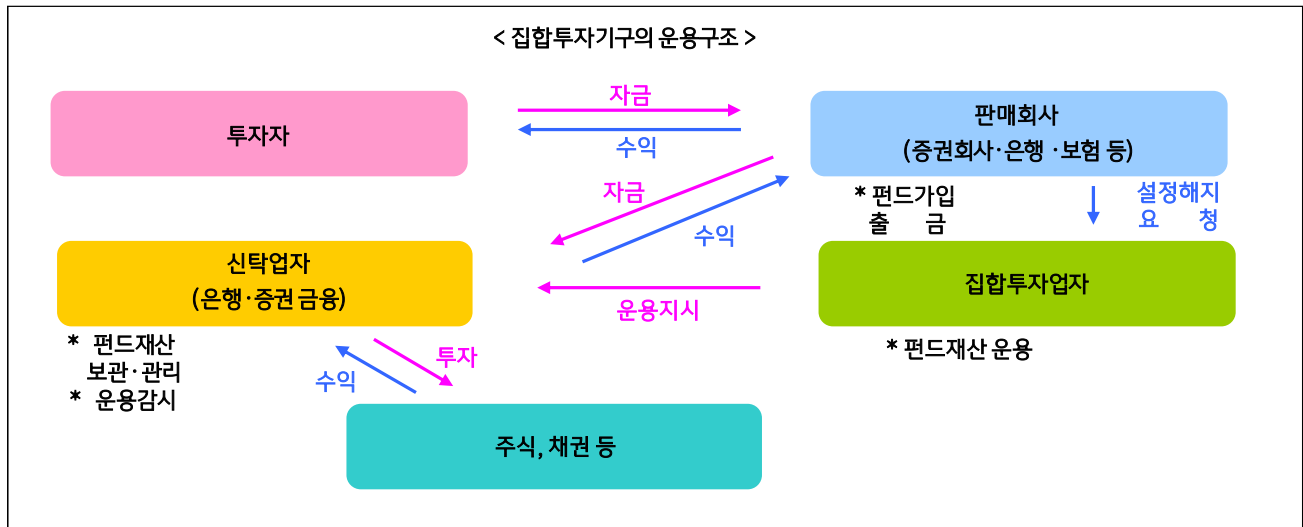 < 집합투자기구의 운용구조 >
투자자
자금
수익
판매회사
(증권회사·은행 ·보험 등)
자금
수익
* 펀드가입
출 금
설정해지
요 청
신탁업자
(은행·증권 금융)
운용지시
집합투자업자
* 펀드재산
보관·관리
* 운용감시
투자
수익
* 펀드재산 운용
주식, 채권 등